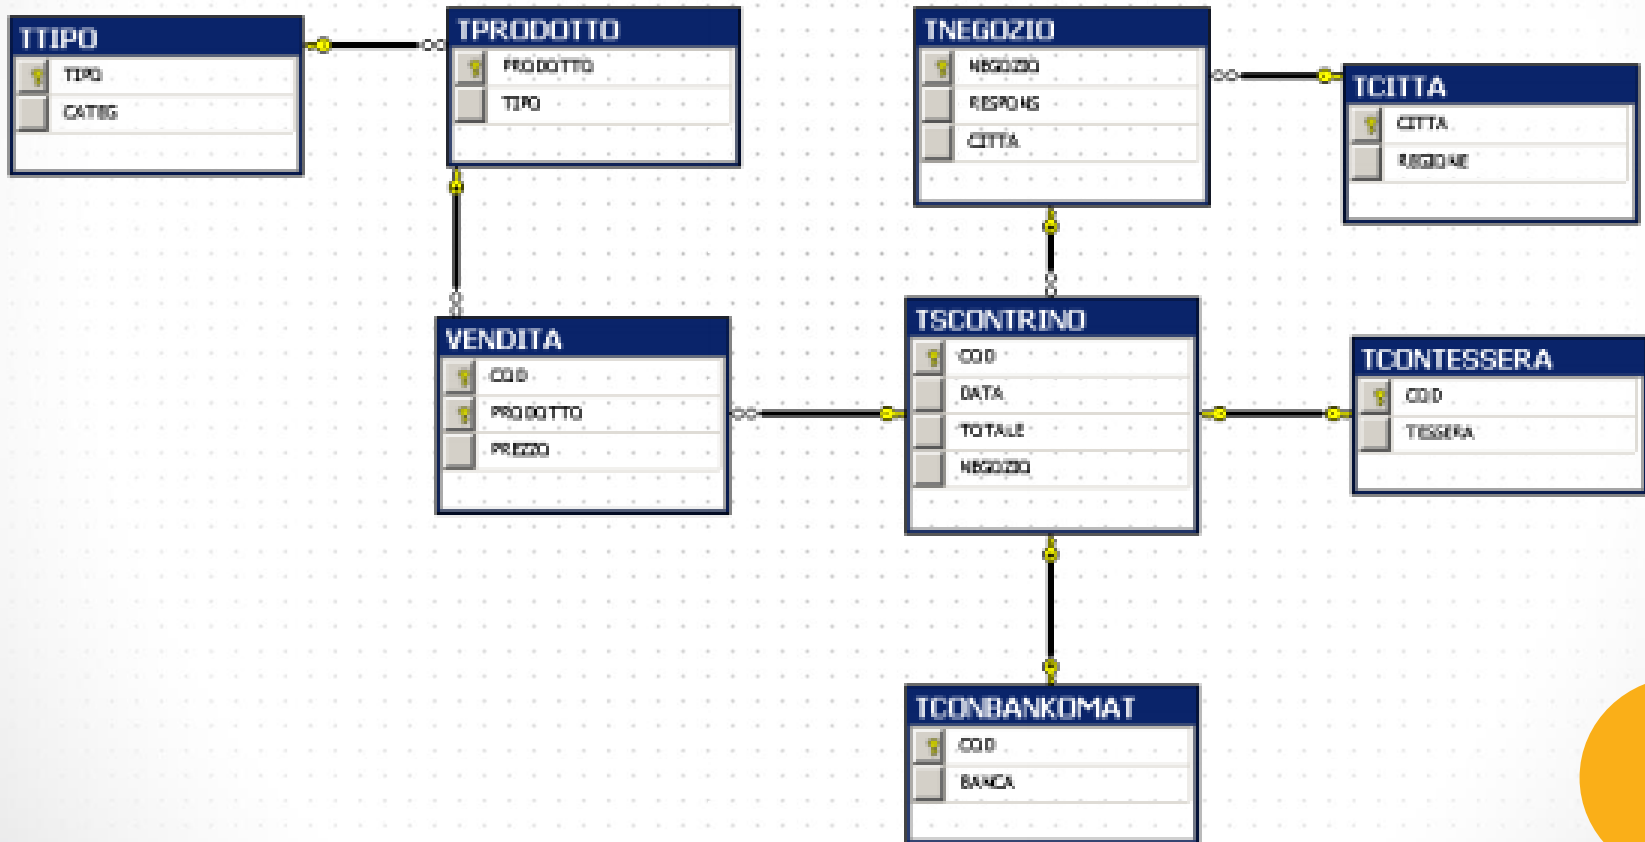 TTIPO
TIPO
CATEG
TPRODOTTO
PRODOTTO
TIPO
TNEGOZIO
NEGOZIO
RESPONS
CITTA
TCITTA
CITTA
REGIONE
VENDITA
COD
PRODOTTO
PREZZO
TSCONTRINO
COD
DATA
TOTALE
NEGOZIO
TCONTESSERA
COD
TESSERA
TCONBANKOMAT
COD
BANCA